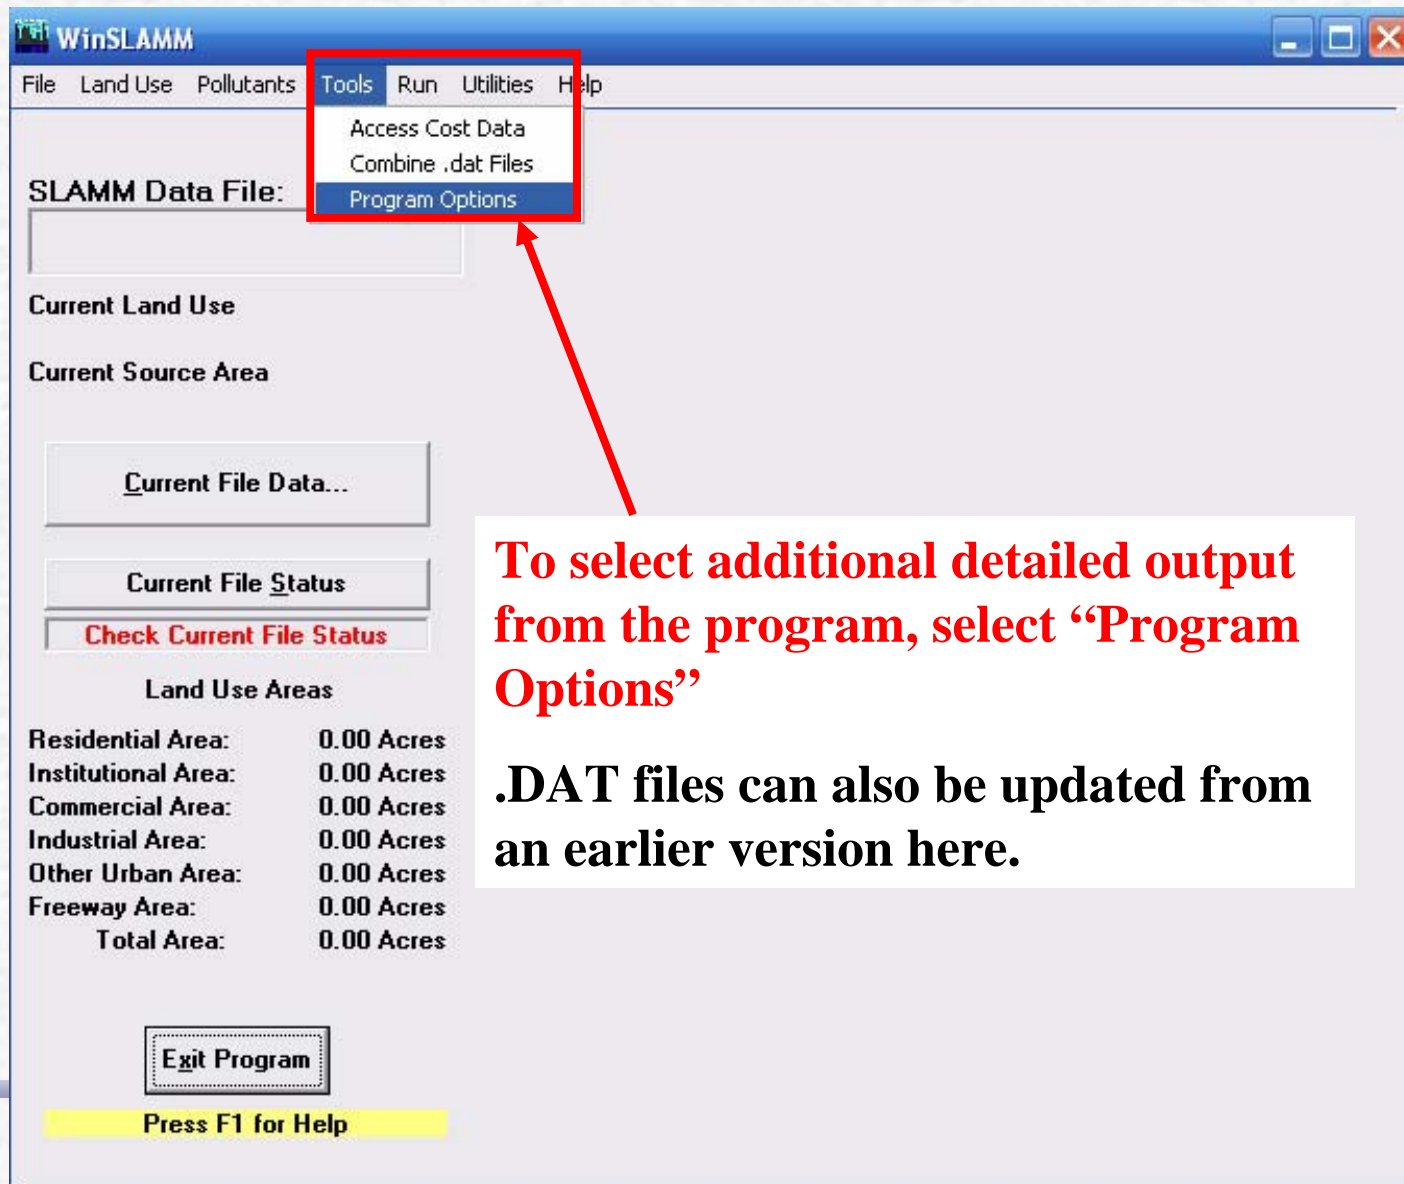 WinSLAMM
File Land Use Pollutants Tools Run Utilities Help
Access Cost Data
Combine .dat Files
Program Options
SLAMM Data File:
Current Land Use
Current Source Area
Current File Data...
Current File Status
Check Current File Status
Land Use Areas
Residential Area: 0.00 Acres
Institutional Area: 0.00 Acres
Commercial Area: 0.00 Acres
Industrial Area: 0.00 Acres
Other Urban Area: 0.00 Acres
Freeway Area: 0.00 Acres
Total Area: 0.00 Acres
Exit Program
Press F1 for Help
To select additional detailed output
from the program, select “Program
Options”
.DAT files can also be updated from
an earlier version here.